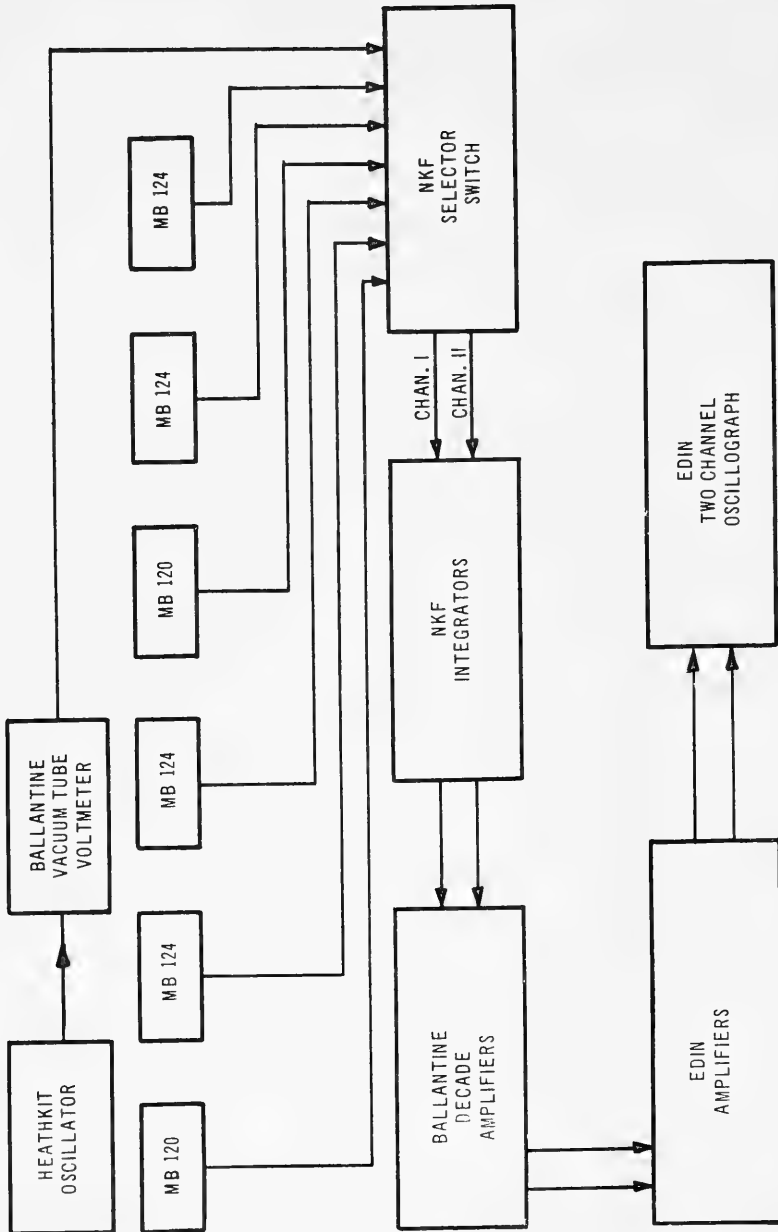 HEATHKIT
OSCILLATOR
BALLANTINE
VACUUM TUBE
VOLTMETER
MB 120
MB 124
MB 124
MB 120
MB 124
MB 124
NKF
SELECTOR
SWITCH
CHAN. I
CHAN. II
NKF
INTEGRATORS
BALLANTINE
DECADE
AMPLIFIERS
EDIN
AMPLIFIERS
EDIN
TWO CHANNEL
OSCILLOGRAPH